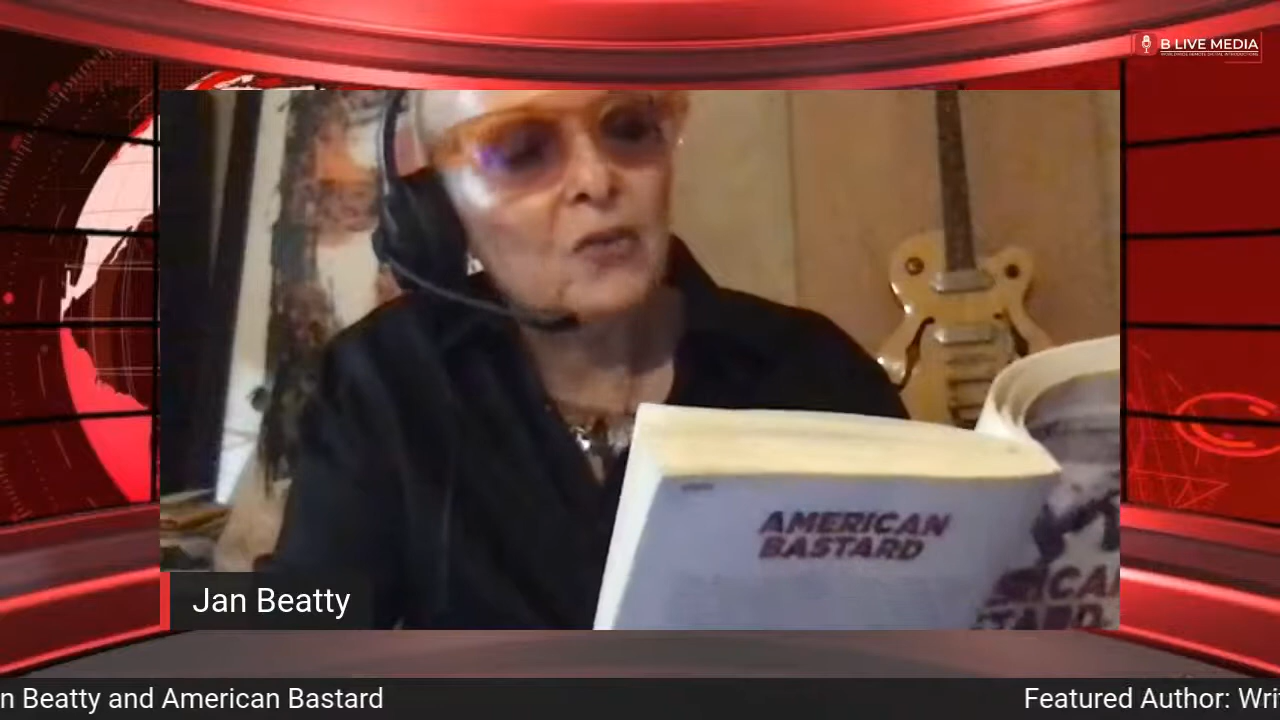 B LIVE MEDIA
AMERICAN
BASTARD
Jan Beatty
n Beatty and American Bastard
Featured Author: Wri